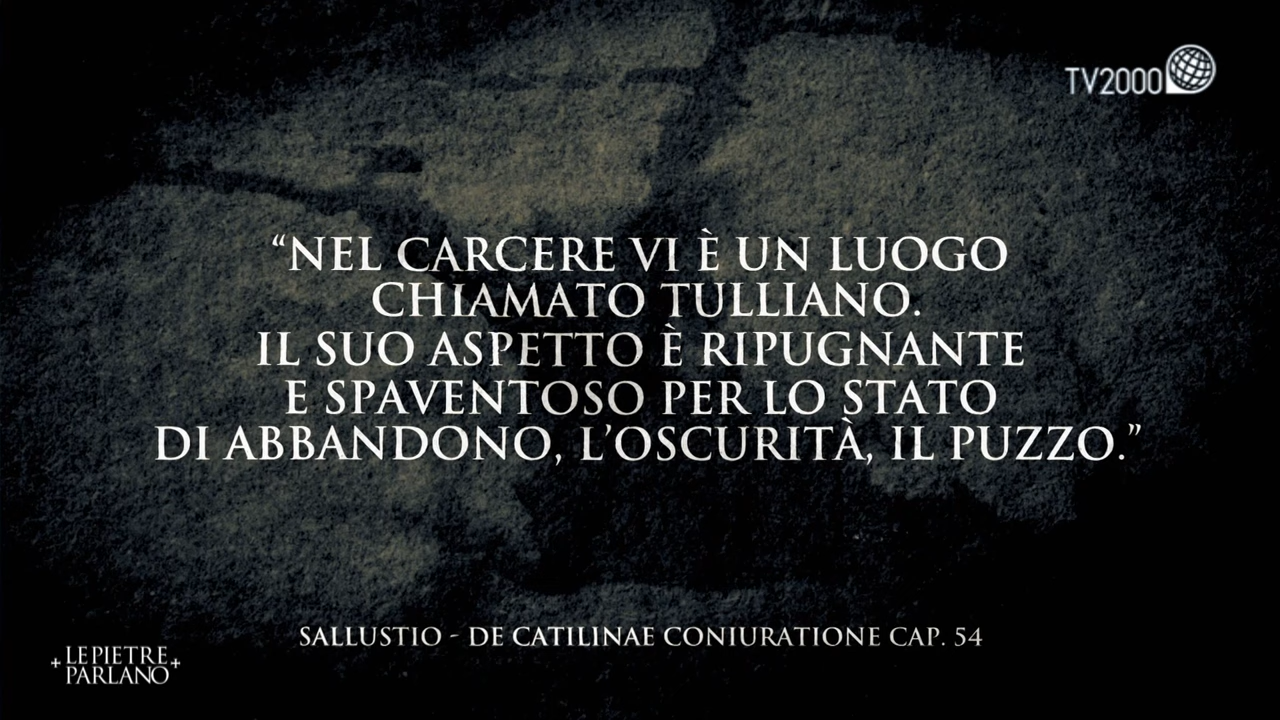 TV2000
“NEL CARCERE VI È UN LUOGO
CHIAMATO TULLIANO.
IL SUO ASPETTO È RIPUGNANTE
E SPAVENTOSO PER LO STATO
DI ABBANDONO, L’OSCURITÀ, IL PUZZO.”
SALLUSTIO - DE CATILINAE CONIURATIONE CAP. 54
+ LE PIETRE +
PARLANO